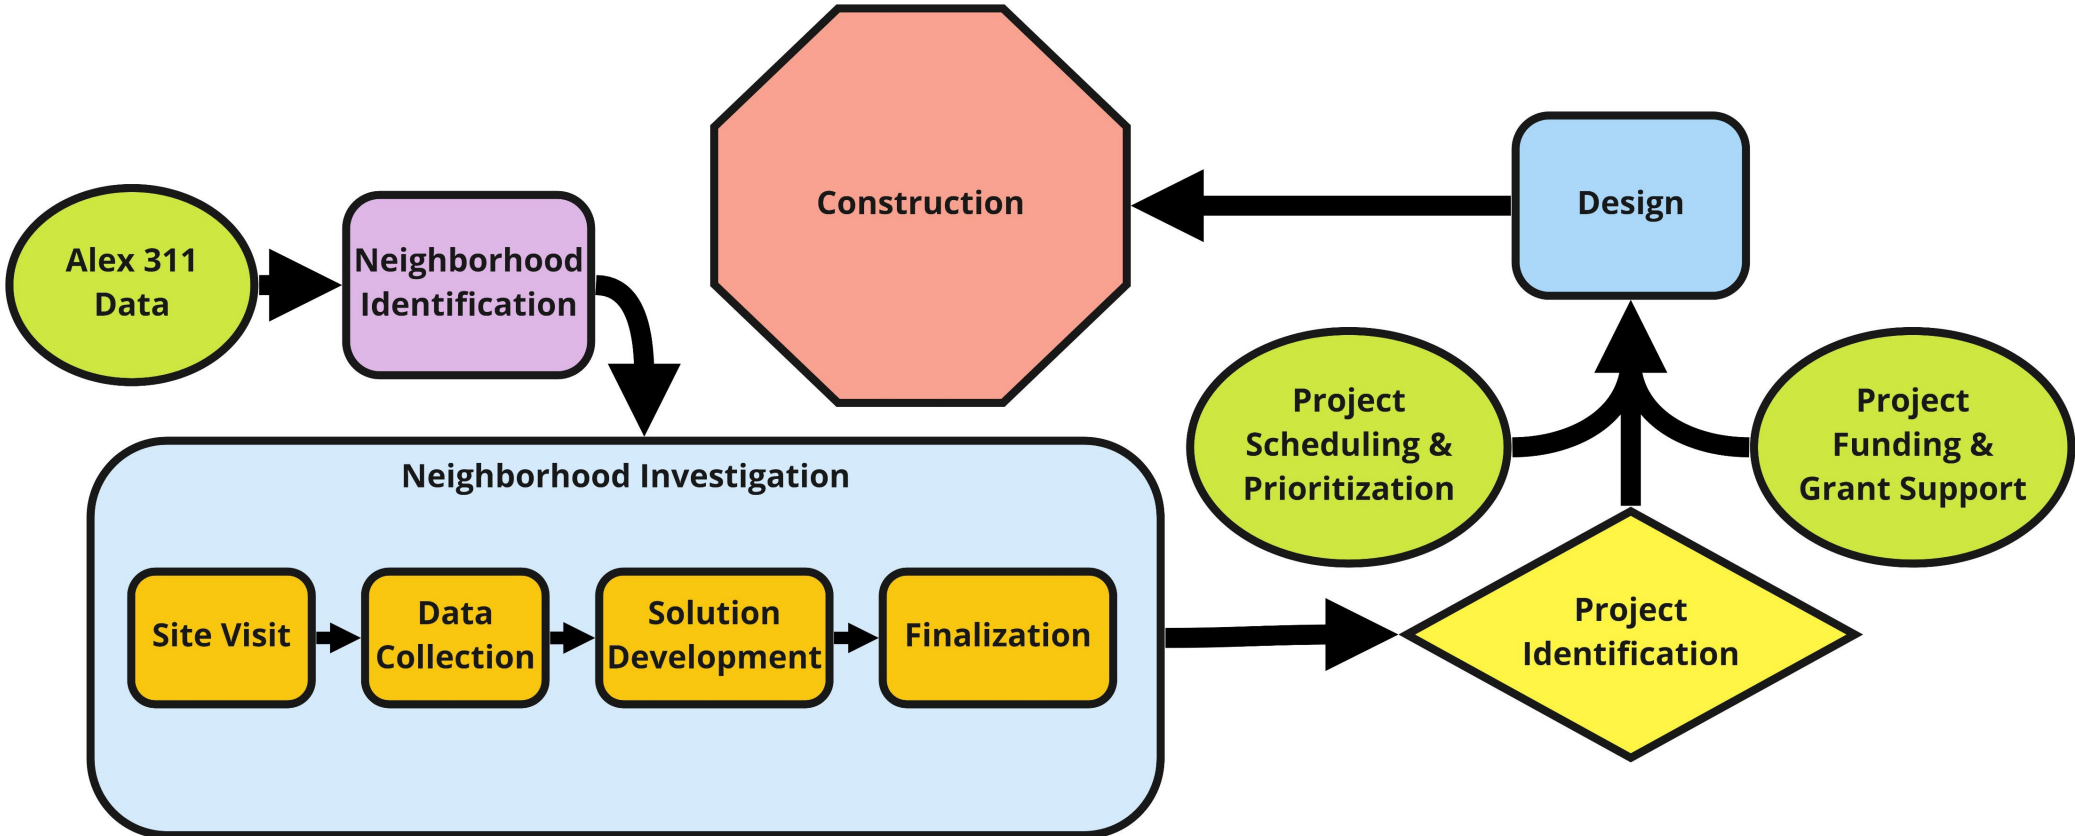 Alex 311
Data
Neighborhood
Identification
Neighborhood Investigation
Site Visit
Data
Collection
Solution
Development
Finalization
Project
Identification
Project
Scheduling &
Prioritization
Project
Funding &
Grant Support
Design
Construction